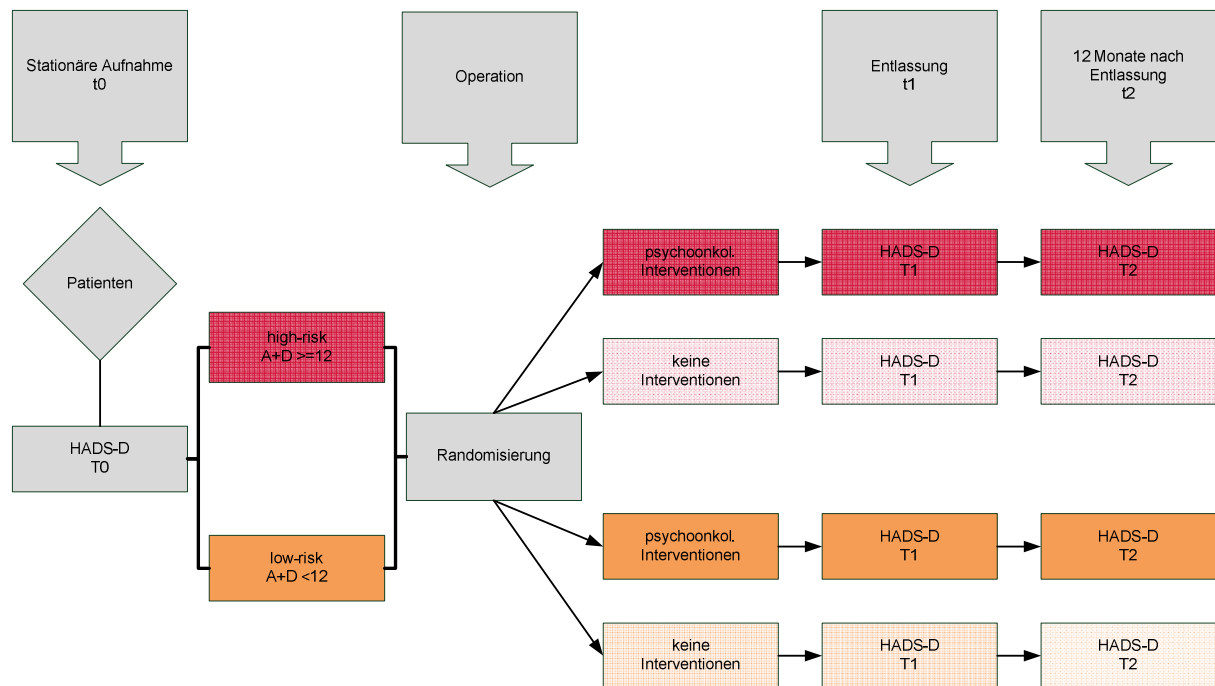 Stationäre Aufnahme
t0
Operation
Entlassung
t1
12 Monate nach
Entlassung
t2
Patienten
HADS-D
T0
high-risk
A+D >=12
low-risk
A+D <12
Randomisierung
psychoonkol.
Interventionen
HADS-D
T1
HADS-D
T2
keine
Interventionen
HADS-D
T1
HADS-D
T2
psychoonkol.
Interventionen
HADS-D
T1
HADS-D
T2
keine
Interventionen
HADS-D
T1
HADS-D
T2